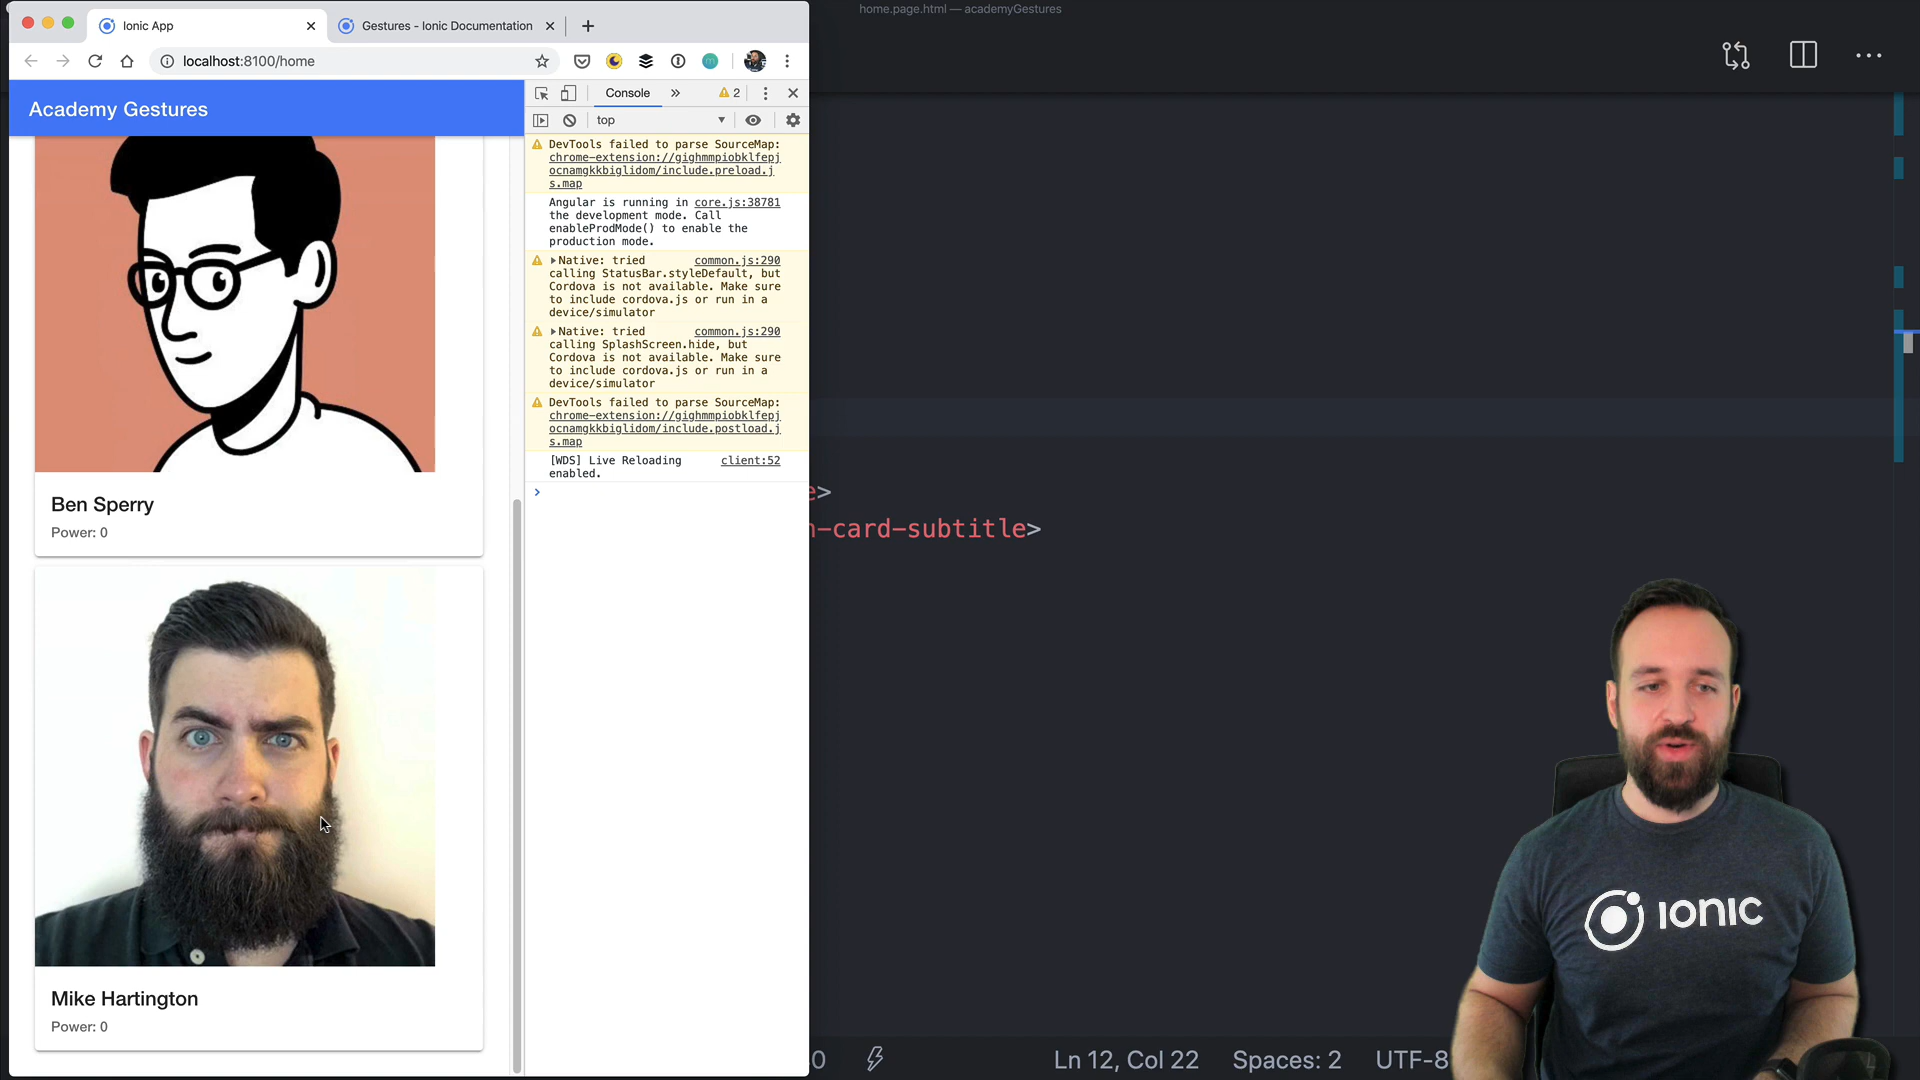 home.page.html — academyGestures
Ionic App
Gestures - Ionic Documentation
localhost:8100/home
Academy Gestures
Console
2
top
DevTools failed to parse SourceMap:
chrome-extension://gighmmpiobklfepj
ocnamgkkbiglidom/include.preload.j
s.map
Angular is running in core.js:38781
the development mode. Call
enableProdMode() to enable the
production mode.
Native: tried common.js:290
calling StatusBar.styleDefault, but
Cordova is not available. Make sure
to include cordova.js or run in a
device/simulator
Native: tried common.js:290
calling SplashScreen.hide, but
Cordova is not available. Make sure
to include cordova.js or run in a
device/simulator
DevTools failed to parse SourceMap:
chrome-extension://gighmmpiobklfepj
ocnamgkkbiglidom/include.postload.j
s.map
[WDS] Live Reloading client:52
enabled.
Ben Sperry
Power: 0
Mike Hartington
Power: 0
e>
-card-subtitle>
IONIC
0
Ln 12, Col 22
Spaces: 2
UTF-8